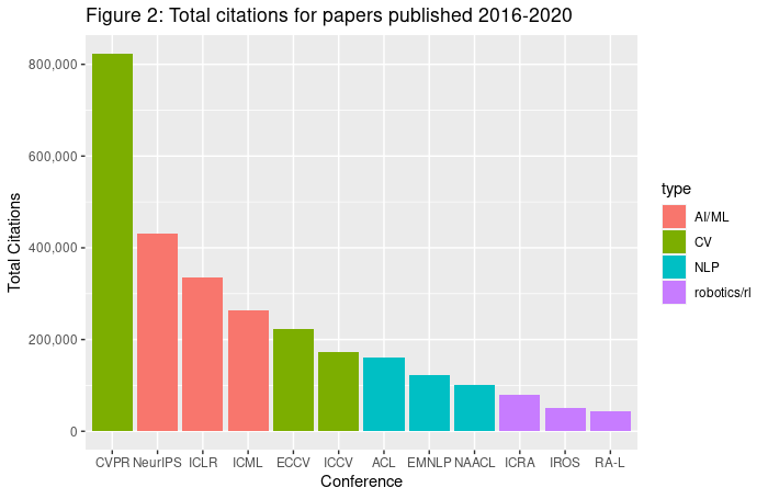 Figure 2: Total citations for papers published 2016-2020
800,000
600,000
400,000
200,000
0
Total Citations
CVPR NeurIPS ICLR ICML ECCV ICCV ACL EMNLP NAACL ICRA IROS RA-L
Conference
type
AI/ML
CV
NLP
robotics/rl